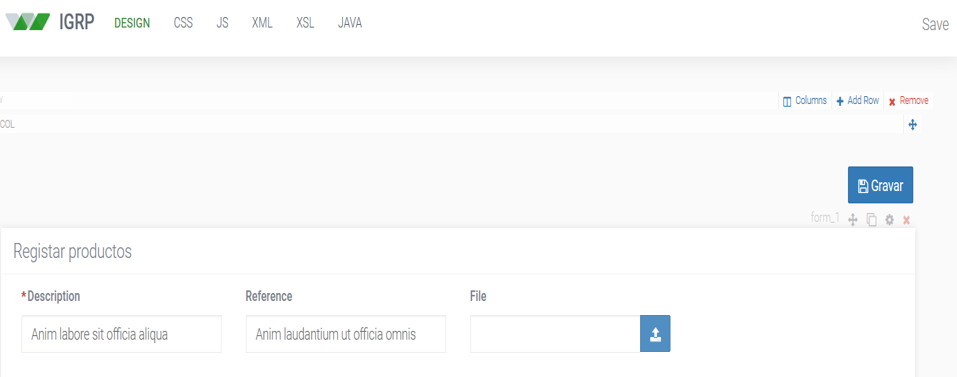 IGRP DESIGN CSS JS XML XSL JAVA Save
Columns Add Row Remove
COL
Gravar
form_1
Registar productos
*Description Reference File
Anim labore sit officia aliqua Anim laudantium ut officia omnis